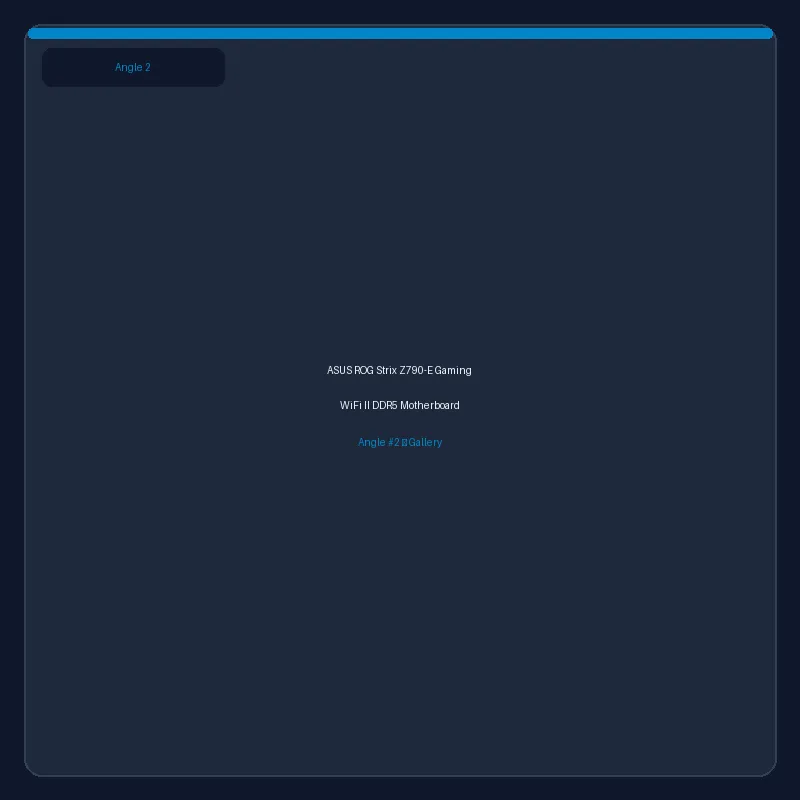 Angle 2
ASUS ROG Strix Z790-E Gaming
WiFi II DDR5 Motherboard
Angle #2 Gallery